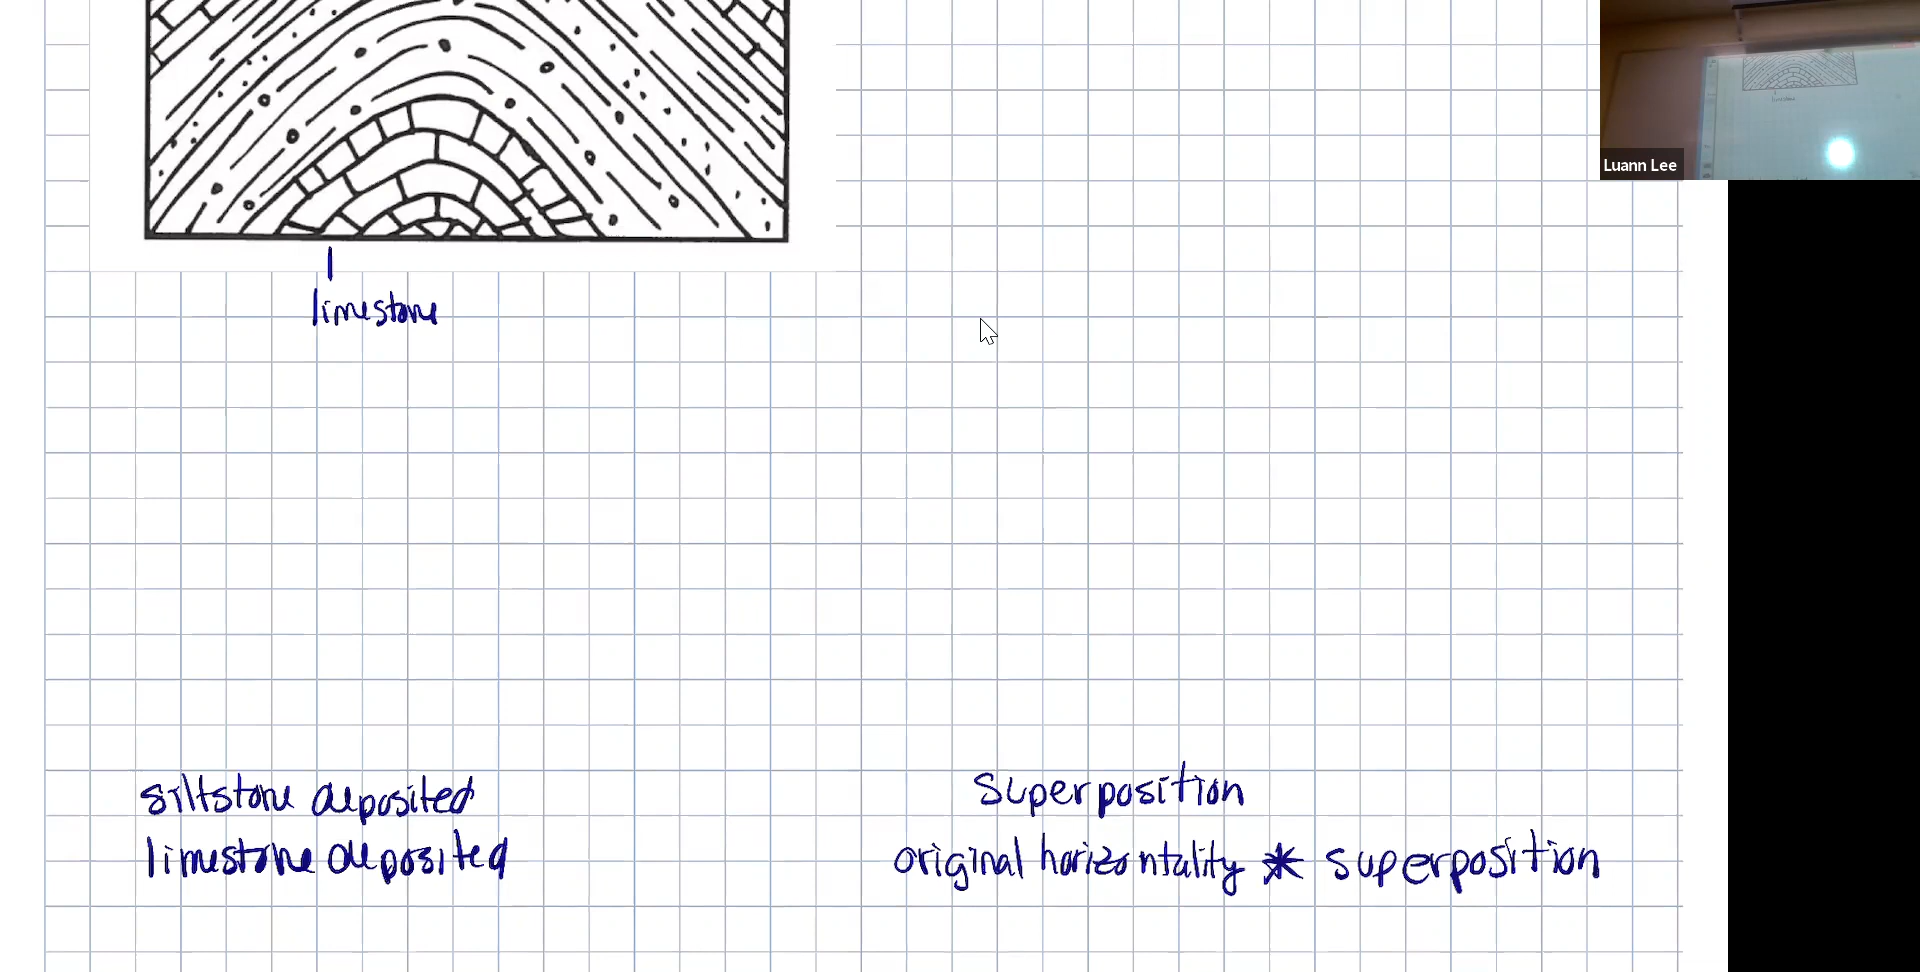 Luann Lee
limestone
siltstone deposited
superposition
limestone deposited
original horizontality * superposition